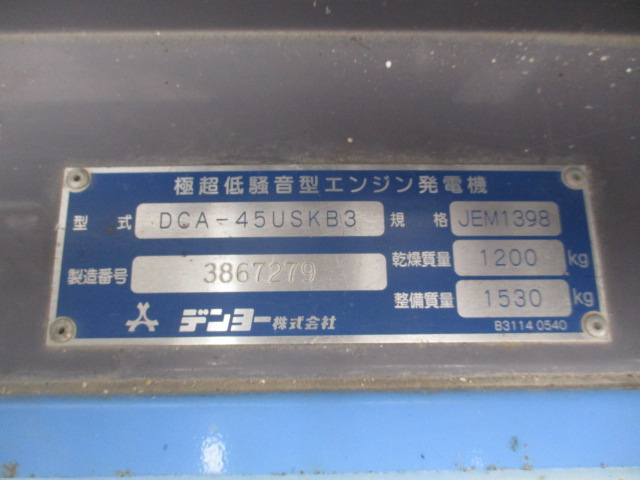 極超低騒音型エンジン発電機
型式 DCA-45USKB3 規格 JEM1398
製造番号 3867279 乾燥質量 1200 kg
整備質量 1530 kg
デンヨー株式会社 B3114 0540